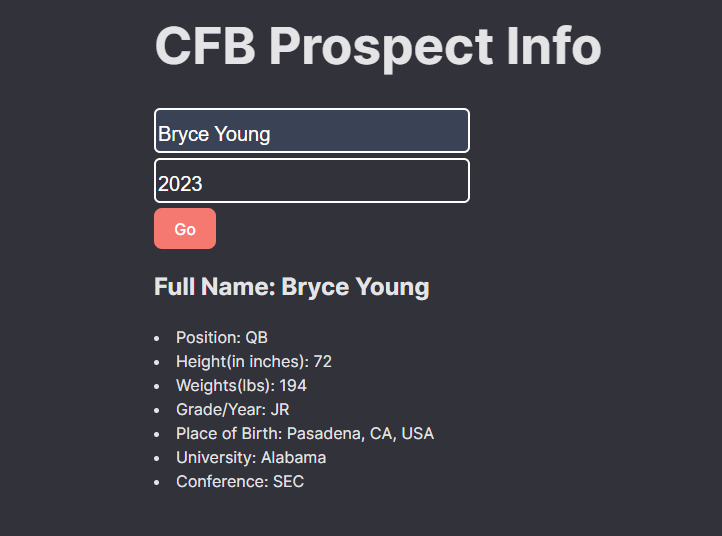 CFB Prospect Info
Bryce Young
2023
Go
Full Name: Bryce Young
Position: QB
Height(in inches): 72
Weights(lbs): 194
Grade/Year: JR
Place of Birth: Pasadena, CA, USA
University: Alabama
Conference: SEC